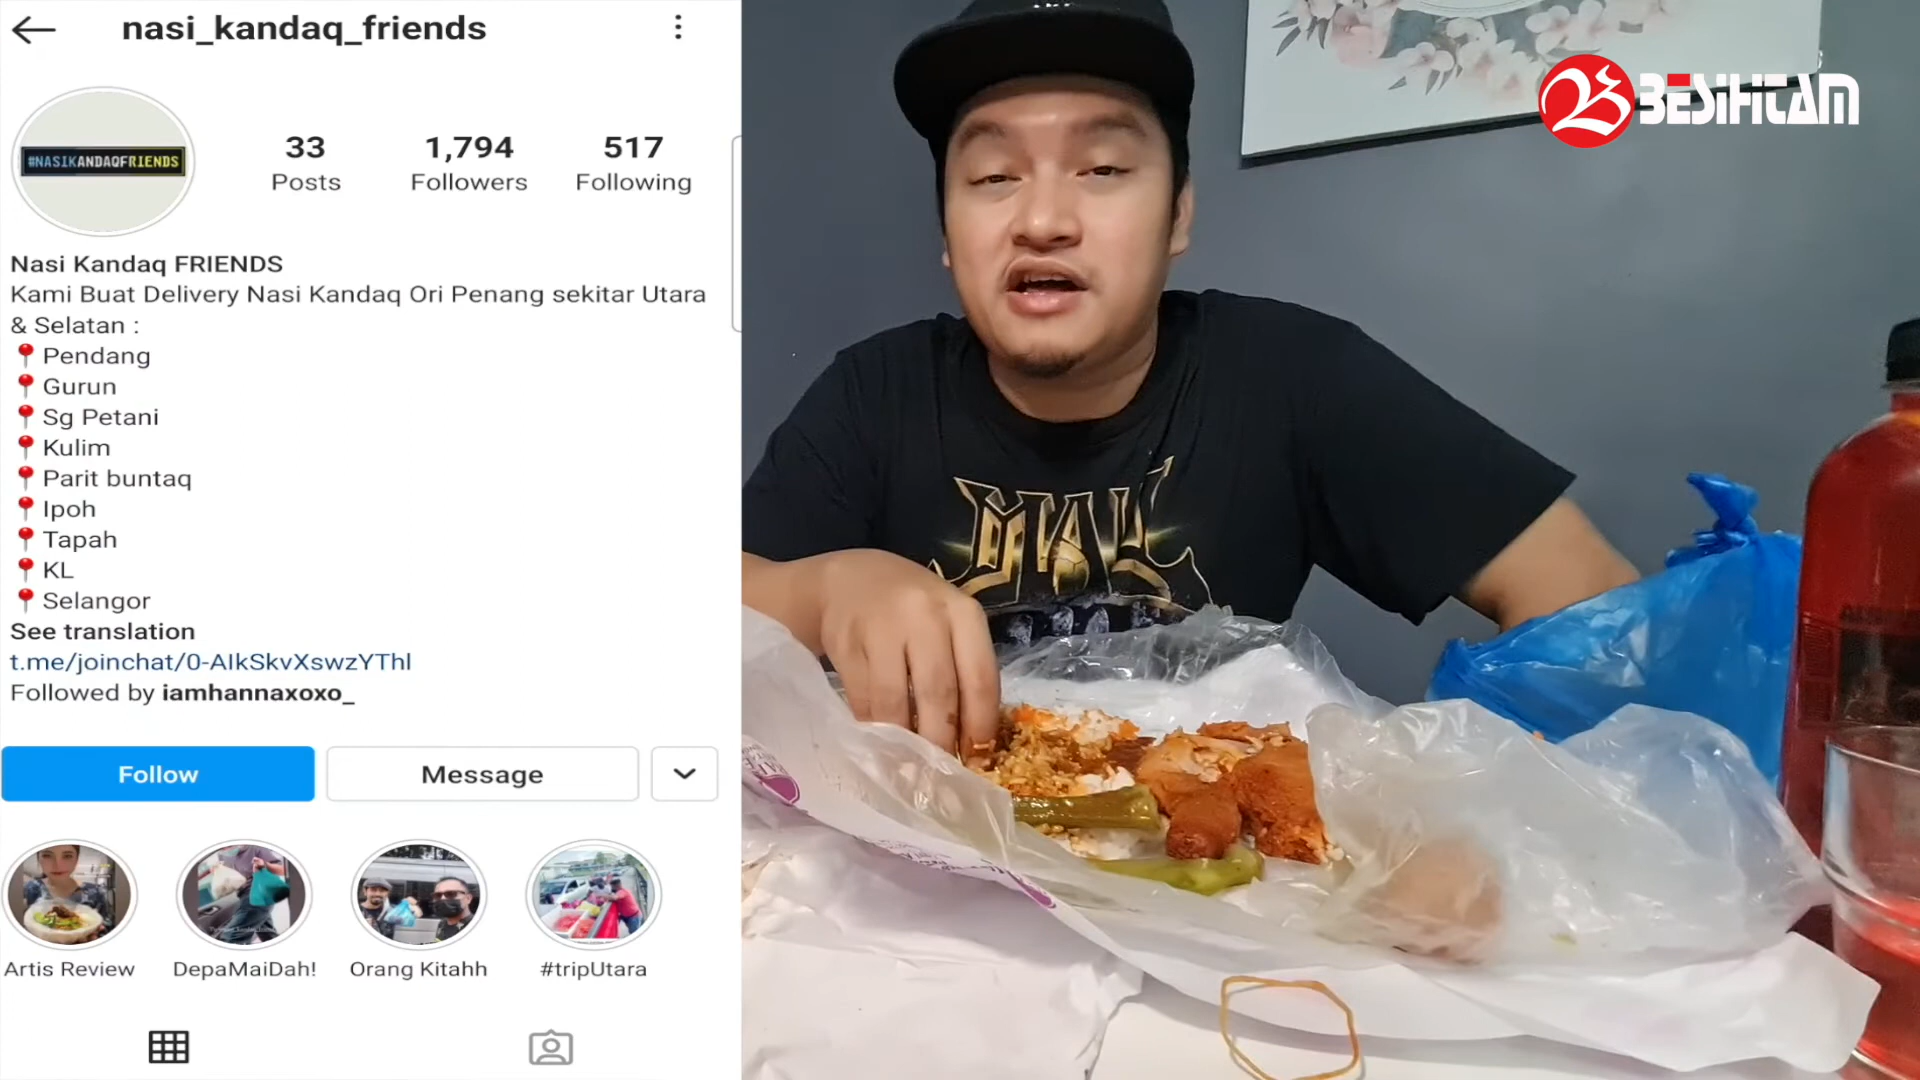 nasi_kandaq_friends
33
1,794
517
Posts
Followers
Following
#NASIKANDAQFRIENDS
Nasi Kandaq FRIENDS
Kami Buat Delivery Nasi Kandaq Ori Penang sekitar Utara
& Selatan :
📍Pendang
📍Gurun
📍Sg Petani
📍Kulim
📍Parit buntaq
📍Ipoh
📍Tapah
📍KL
📍Selangor
See translation
t.me/joinchat/0-AIkSkvXswzYThl
Followed by iamhannaxoxo_
Follow
Message
Artis Review
DepaMaiDah!
Orang Kitahh
#tripUtara
BESIHITAM